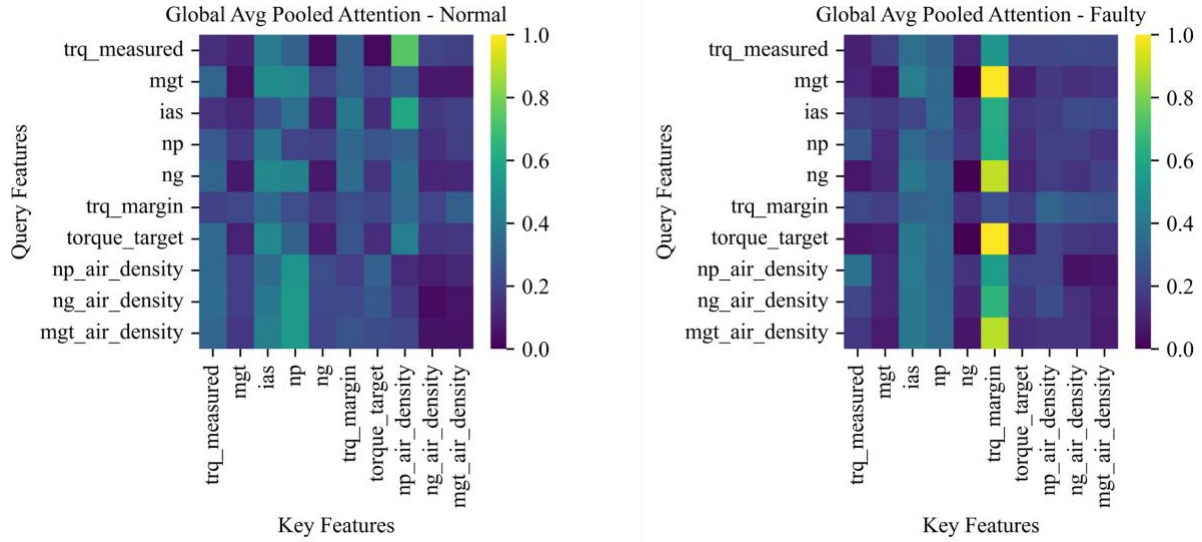 Global Avg Pooled Attention - Normal
Query Features
trq_measured
mgt
ias
np
ng
trq_margin
torque_target
np_air_density
ng_air_density
mgt_air_density
1.0
0.8
0.6
0.4
0.2
0.0
trq_measured
mgt
ias
np
ng
trq_margin
torque_target
np_air_density
ng_air_density
mgt_air_density
Key Features
Global Avg Pooled Attention - Faulty
Query Features
trq_measured
mgt
ias
np
ng
trq_margin
torque_target
np_air_density
ng_air_density
mgt_air_density
1.0
0.8
0.6
0.4
0.2
0.0
trq_measured
mgt
ias
np
ng
trq_margin
torque_target
np_air_density
ng_air_density
mgt_air_density
Key Features